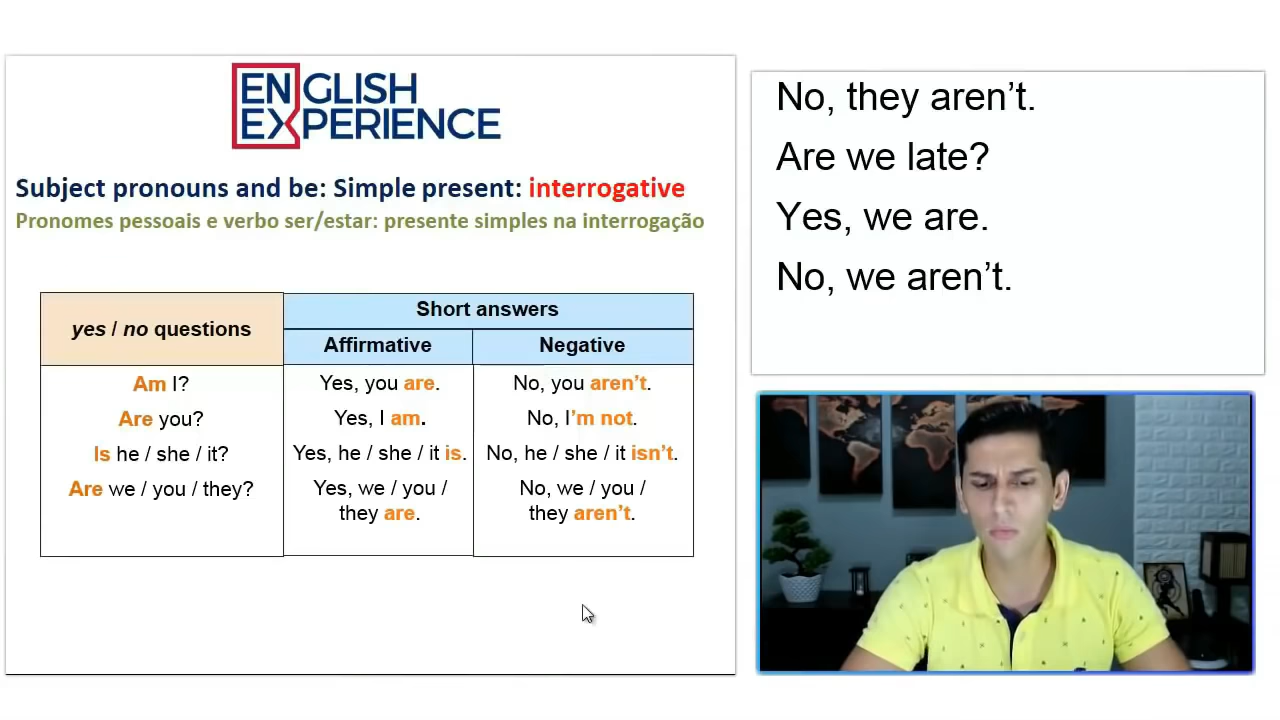 ENGLISH
EXPERIENCE
Subject pronouns and be: Simple present: interrogative
Pronomes pessoais e verbo ser/estar: presente simples na interrogação
yes / no questions
Short answers
Affirmative
Negative
Am I?
Yes, you are.
No, you aren’t.
Are you?
Yes, I am.
No, I’m not.
Is he / she / it?
Yes, he / she / it is.
No, he / she / it isn’t.
Are we / you / they?
Yes, we / you /
they are.
No, we / you /
they aren’t.
No, they aren’t.
Are we late?
Yes, we are.
No, we aren’t.